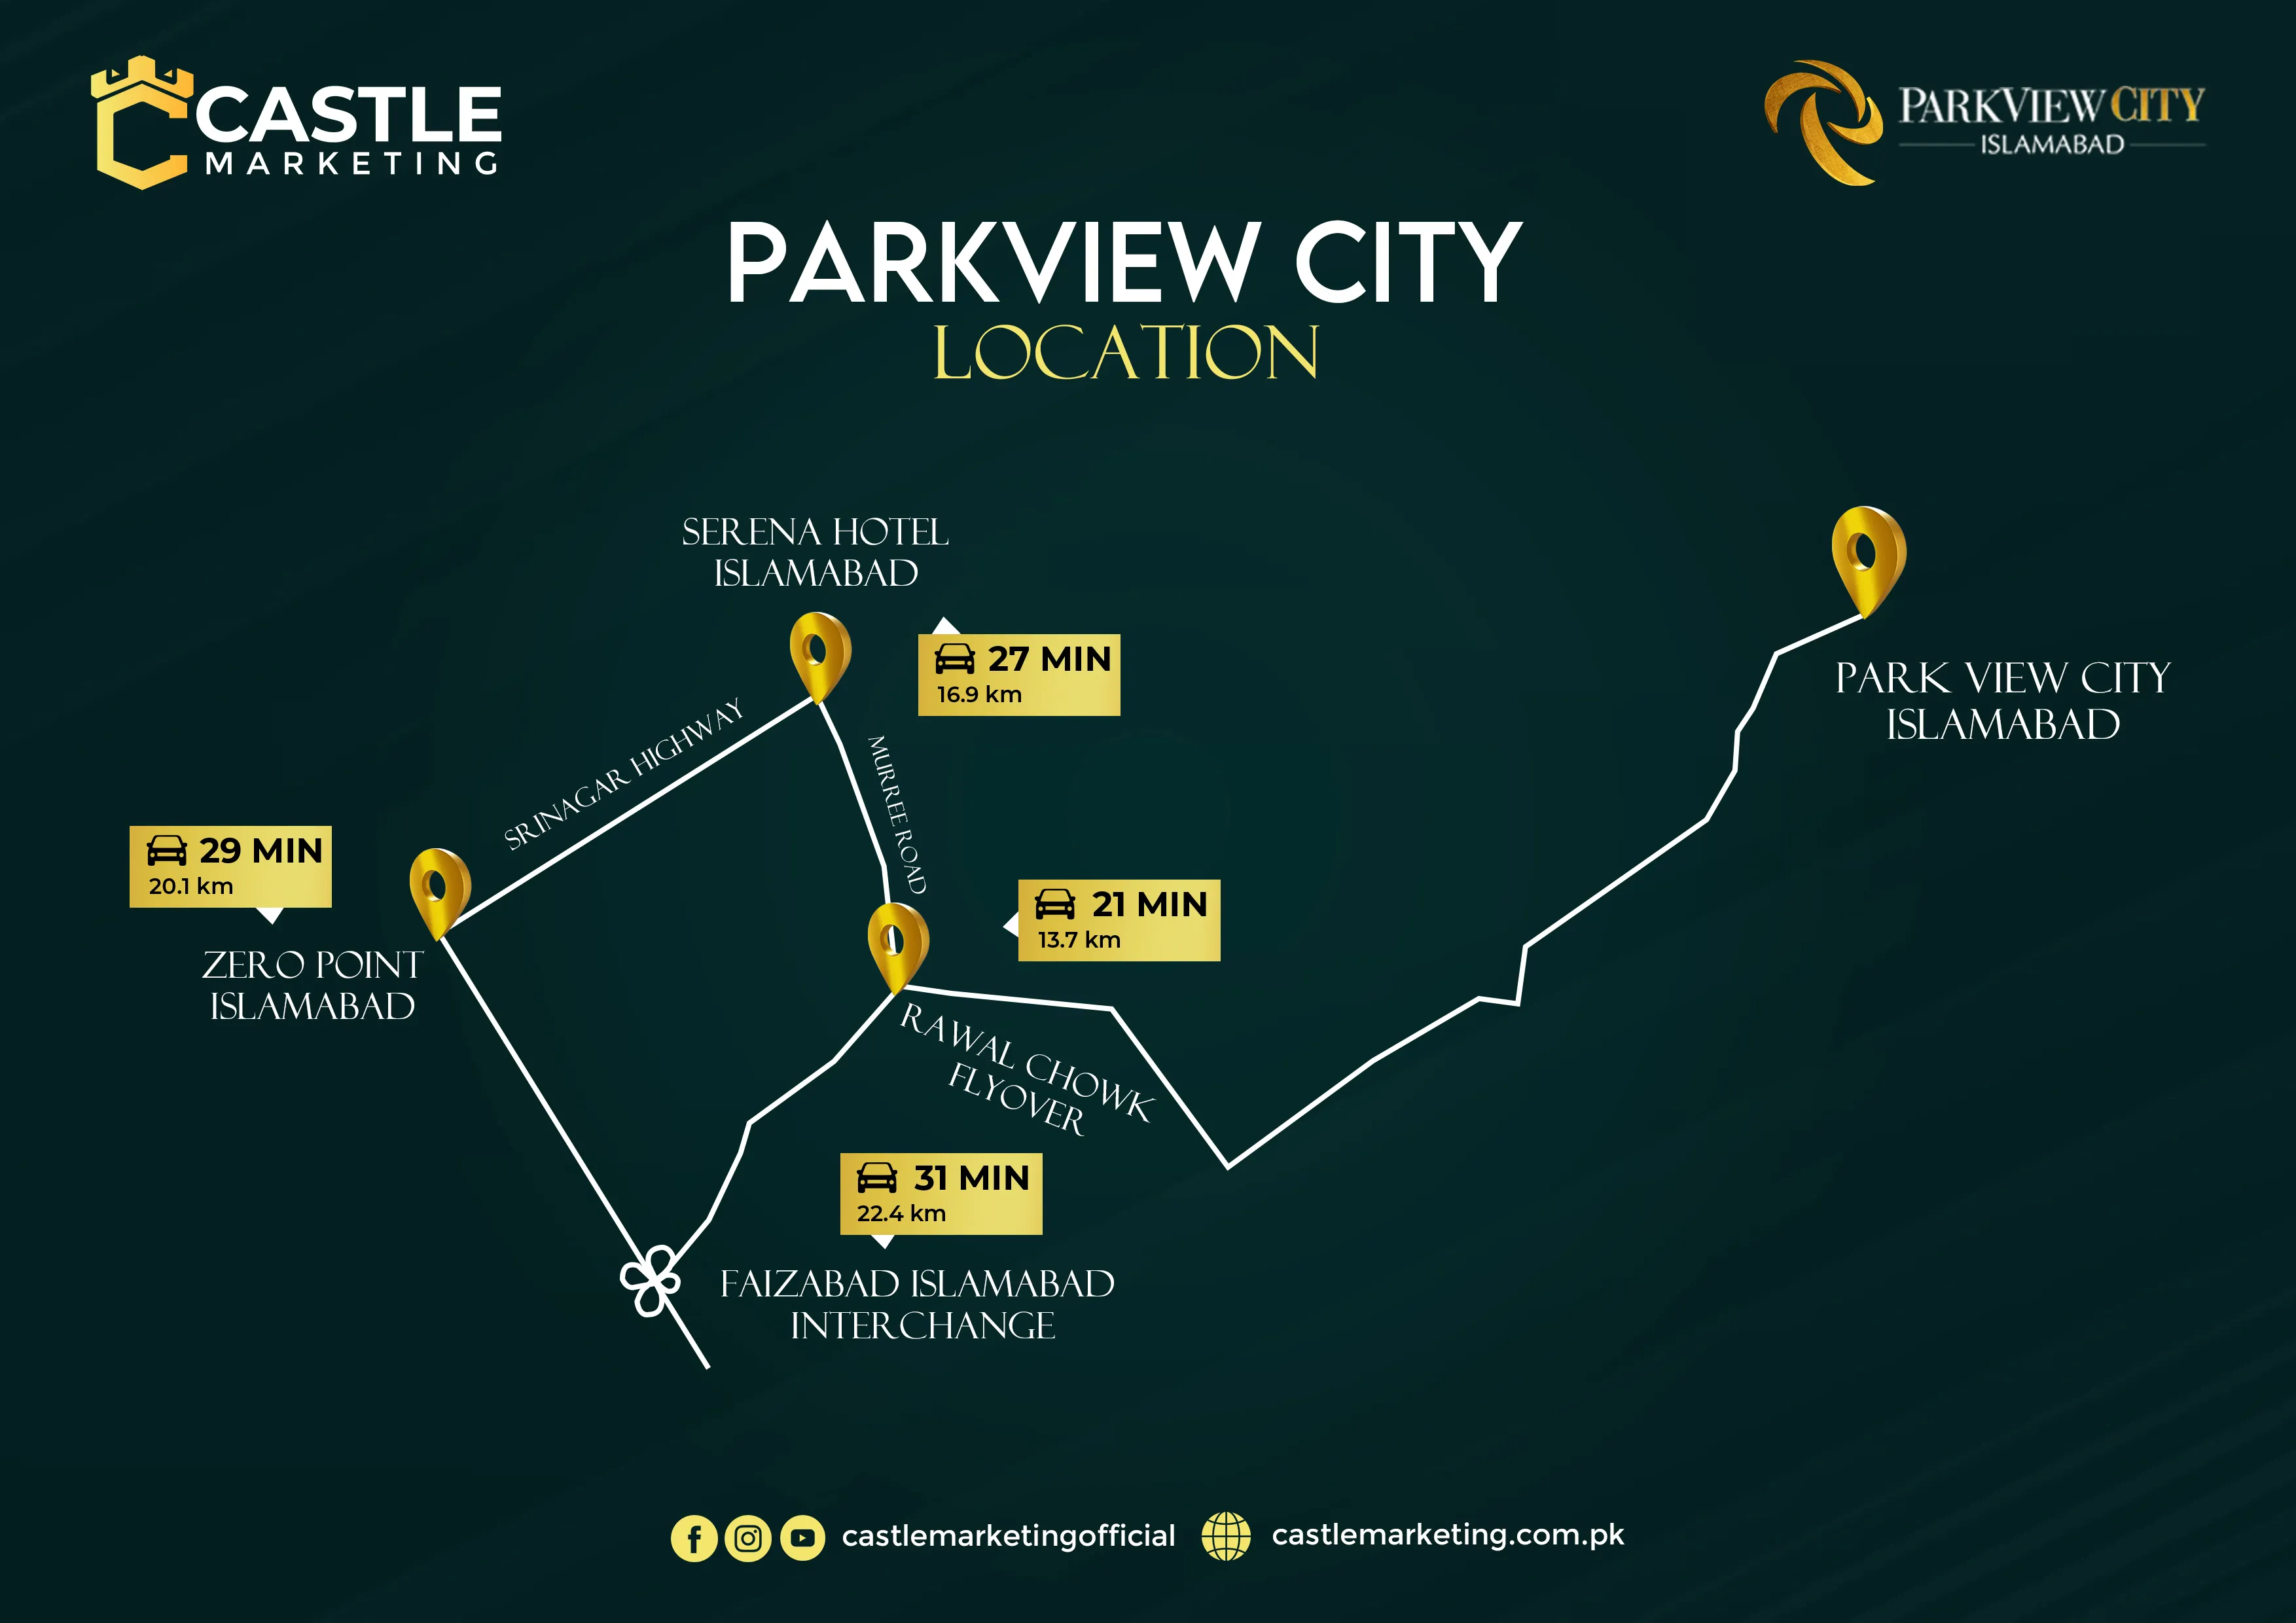 CASTLE
MARKETING
PARKVIEW CITY
ISLAMABAD
PARKVIEW CITY
LOCATION
SERENA HOTEL
ISLAMABAD
27 MIN
16.9 km
PARK VIEW CITY
ISLAMABAD
SRINAGAR HIGHWAY
MURREE ROAD
29 MIN
20.1 km
ZERO POINT
ISLAMABAD
21 MIN
13.7 km
RAWAL CHOWK
FLYOVER
31 MIN
22.4 km
FAIZABAD ISLAMABAD
INTERCHANGE
castlemarketingofficial
castlemarketing.com.pk